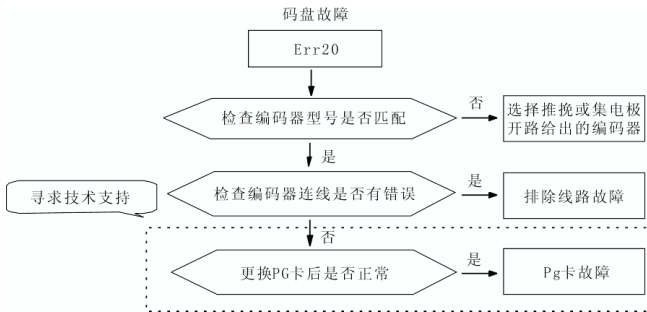 码盘故障
Err20
检查编码器型号是否匹配
否
选择推挽或集电极
开路给出的编码器
是
寻求技术支持
检查编码器连线是否有错误
是
排除线路故障
否
更换PG卡后是否正常
是
Pg卡故障